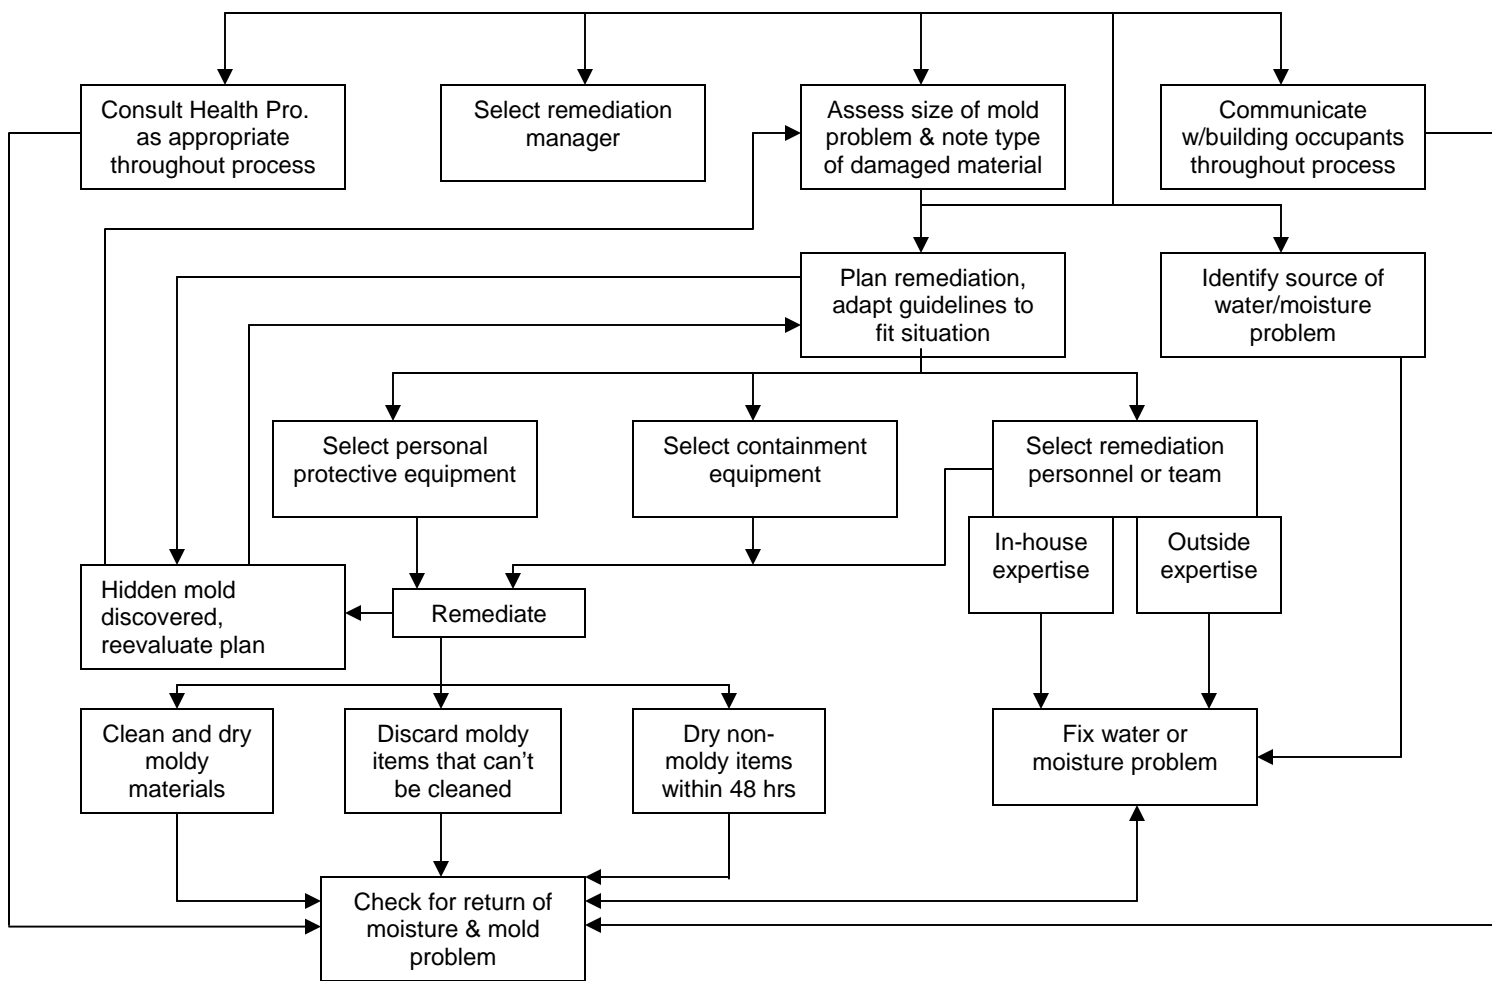 Consult Health Pro.
as appropriate
throughout process
Select remediation
manager
Assess size of mold
problem & note type
of damaged material
Communicate
w/building occupants
throughout process
Plan remediation,
adapt guidelines to
fit situation
Identify source of
water/moisture
problem
Select personal
protective equipment
Select containment
equipment
Select remediation
personnel or team
In-house
expertise
Outside
expertise
Hidden mold
discovered,
reevaluate plan
Remediate
Clean and dry
moldy
materials
Discard moldy
items that can’t
be cleaned
Dry non-
moldy items
within 48 hrs
Fix water or
moisture problem
Check for return of
moisture & mold
problem